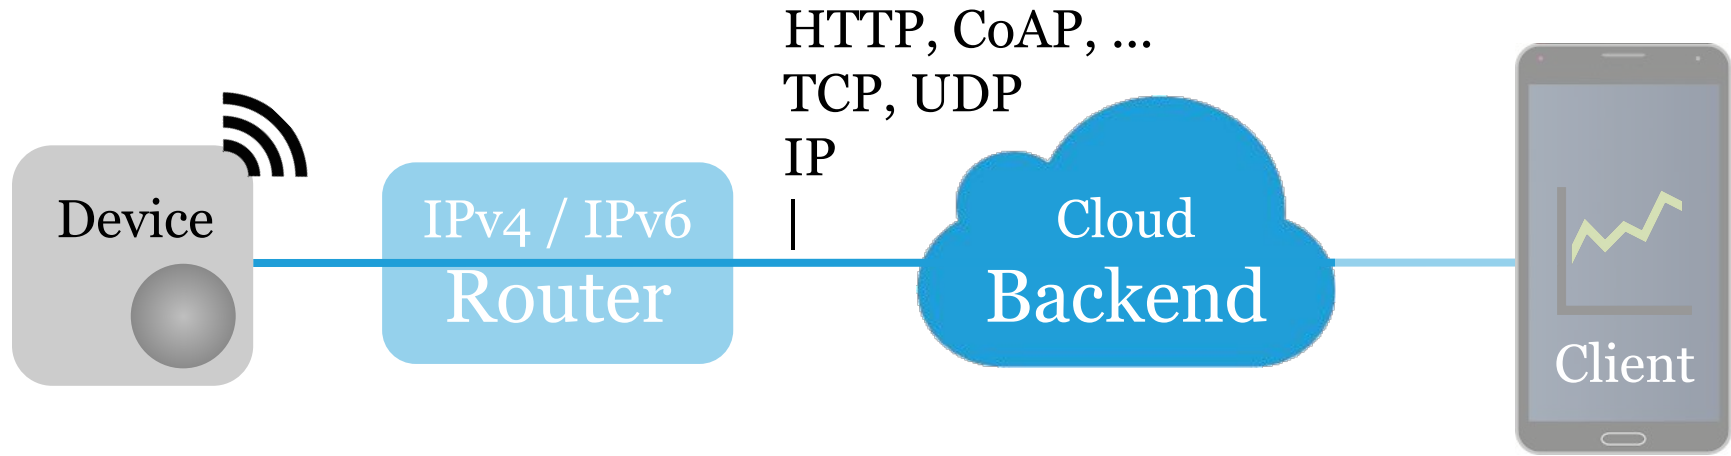 HTTP, CoAP, ...
TCP, UDP
IP
|
Device
IPv4 / IPv6
Router
Cloud
Backend
Client